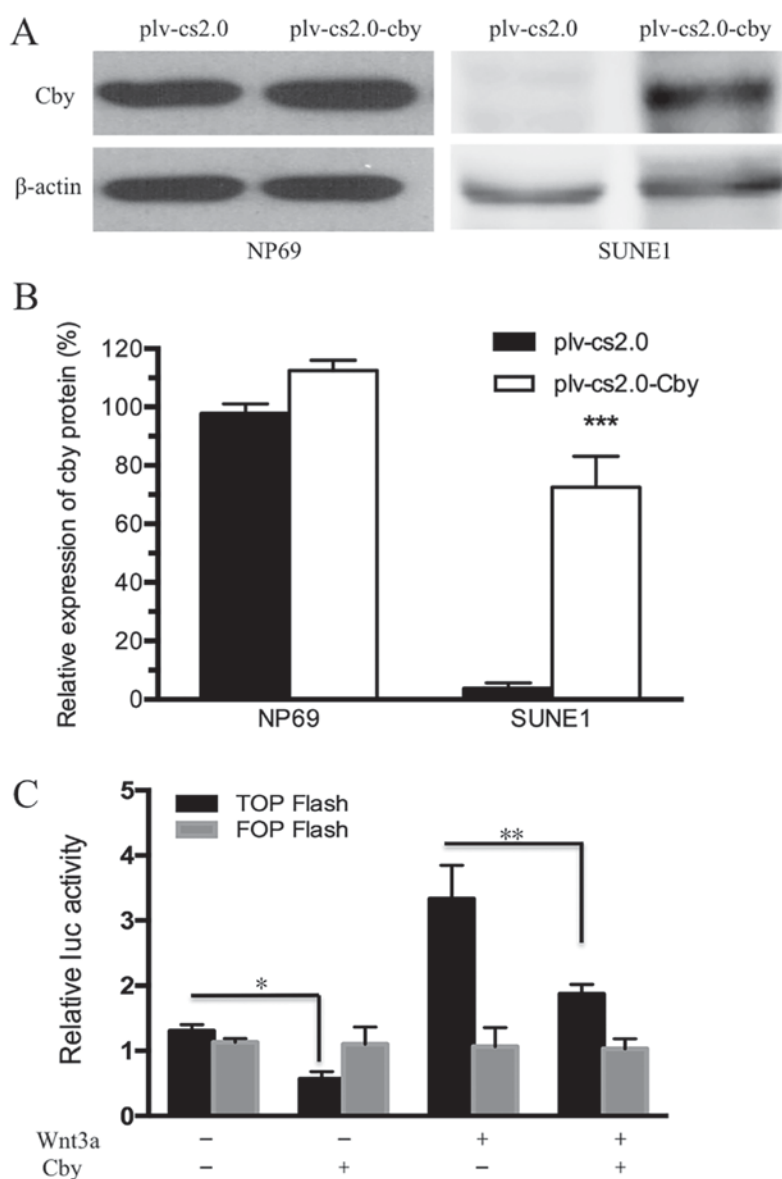 A
plv-cs2.0 plv-cs2.0-cby plv-cs2.0 plv-cs2.0-cby
Cby
β-actin
NP69 SUNE1
B
Relative expression of cby protein (%)
120
100
80
60
40
20
0
plv-cs2.0
plv-cs2.0-Cby
***
NP69 SUNE1
C
Relative luc activity
5
4
3
2
1
0
TOP Flash
FOP Flash
*
**
Wnt3a – – + +
Cby – + – +